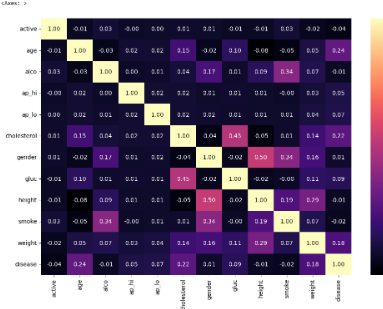 <Axes: >
active 1.00 -0.01 0.03 -0.00 0.00 0.01 0.01 -0.01 -0.01 0.03 -0.02 -0.04
age -0.01 1.00 -0.03 0.02 0.02 0.15 -0.02 0.10 -0.08 -0.05 0.05 0.24
alco 0.03 -0.03 1.00 0.00 0.01 0.04 0.17 0.01 0.09 0.34 0.07 -0.01
ap_hi -0.00 0.02 0.00 1.00 0.02 0.02 0.01 0.01 0.01 -0.00 0.03 0.05
ap_lo 0.00 0.02 0.01 0.02 1.00 0.02 0.02 0.01 0.01 0.01 0.04 0.07
cholesterol 0.01 0.15 0.04 0.02 0.02 1.00 -0.04 0.45 -0.05 0.01 0.14 0.22
gender 0.01 -0.02 0.17 0.01 0.02 -0.04 1.00 -0.02 0.50 0.34 0.16 0.01
gluc -0.01 0.10 0.01 0.01 0.01 0.45 -0.02 1.00 -0.02 -0.00 0.11 0.09
height -0.01 -0.08 0.09 0.01 0.01 -0.05 0.50 -0.02 1.00 0.19 0.29 -0.01
smoke 0.03 -0.05 0.34 -0.00 0.01 0.01 0.34 -0.00 0.19 1.00 0.07 -0.02
weight -0.02 0.05 0.07 0.03 0.04 0.14 0.16 0.11 0.29 0.07 1.00 0.18
disease -0.04 0.24 -0.01 0.05 0.07 0.22 0.01 0.09 -0.01 -0.02 0.18 1.00
active age alco ap_hi ap_lo cholesterol gender gluc height smoke weight disease